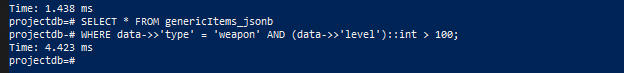 Time: 1.438 ms
projectdb=# SELECT * FROM genericItems_jsonb
projectdb-# WHERE data->>'type' = 'weapon' AND (data->>'level')::int > 100;
Time: 4.423 ms
projectdb=#